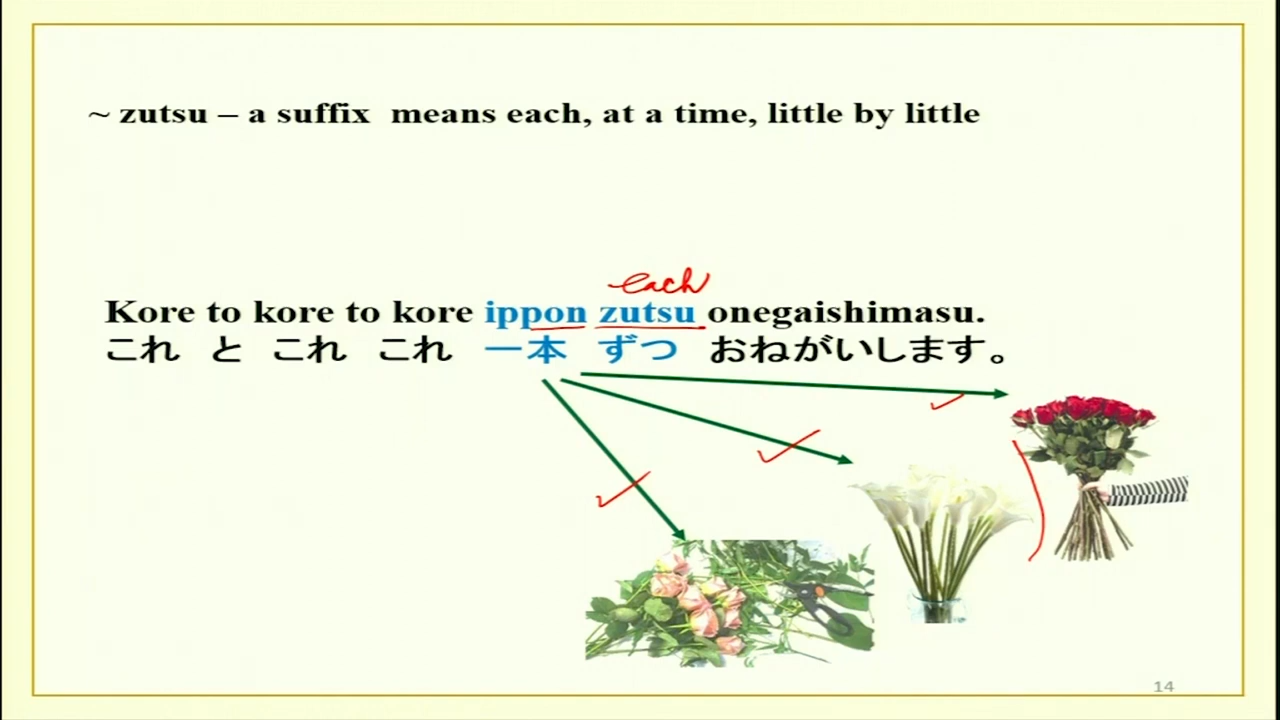 ~ zutsu – a suffix means each, at a time, little by little
each
Kore to kore to kore ippon zutsu onegaishimasu.
これ と これ これ 一本 ずつ おねがいします。
14